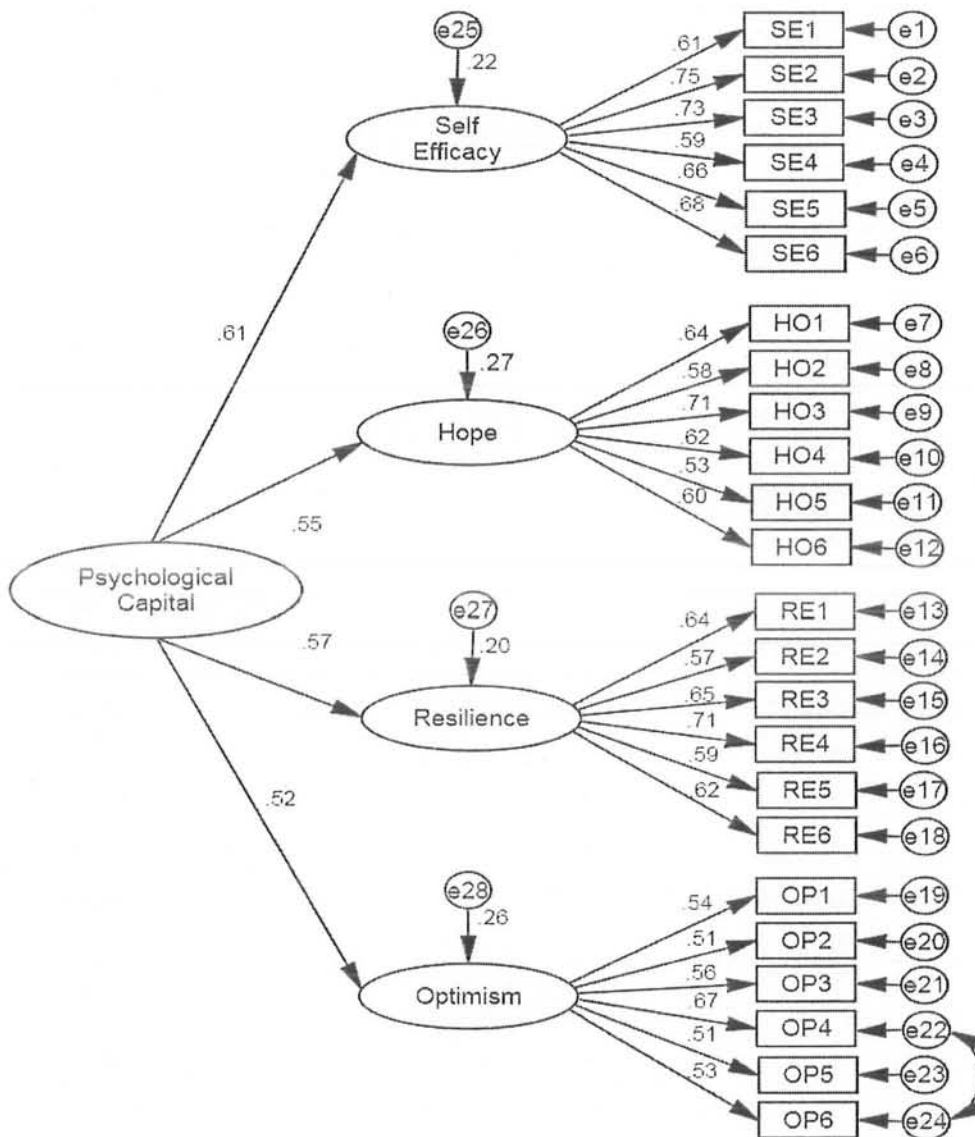 e25
.22
Self
Efficacy
.61
.75
.73
.59
.66
.68
SE1
e1
SE2
e2
SE3
e3
SE4
e4
SE5
e5
SE6
e6
.61
e26
.27
Hope
.55
.64
.58
.71
.62
.53
.60
HO1
e7
HO2
e8
HO3
e9
HO4
e10
HO5
e11
HO6
e12
Psychological
Capital
e27
.20
Resilience
.57
.64
.57
.65
.71
.59
.62
RE1
e13
RE2
e14
RE3
e15
RE4
e16
RE5
e17
RE6
e18
.52
e28
.26
Optimism
.54
.51
.56
.67
.51
.53
OP1
e19
OP2
e20
OP3
e21
OP4
e22
OP5
e23
OP6
e24